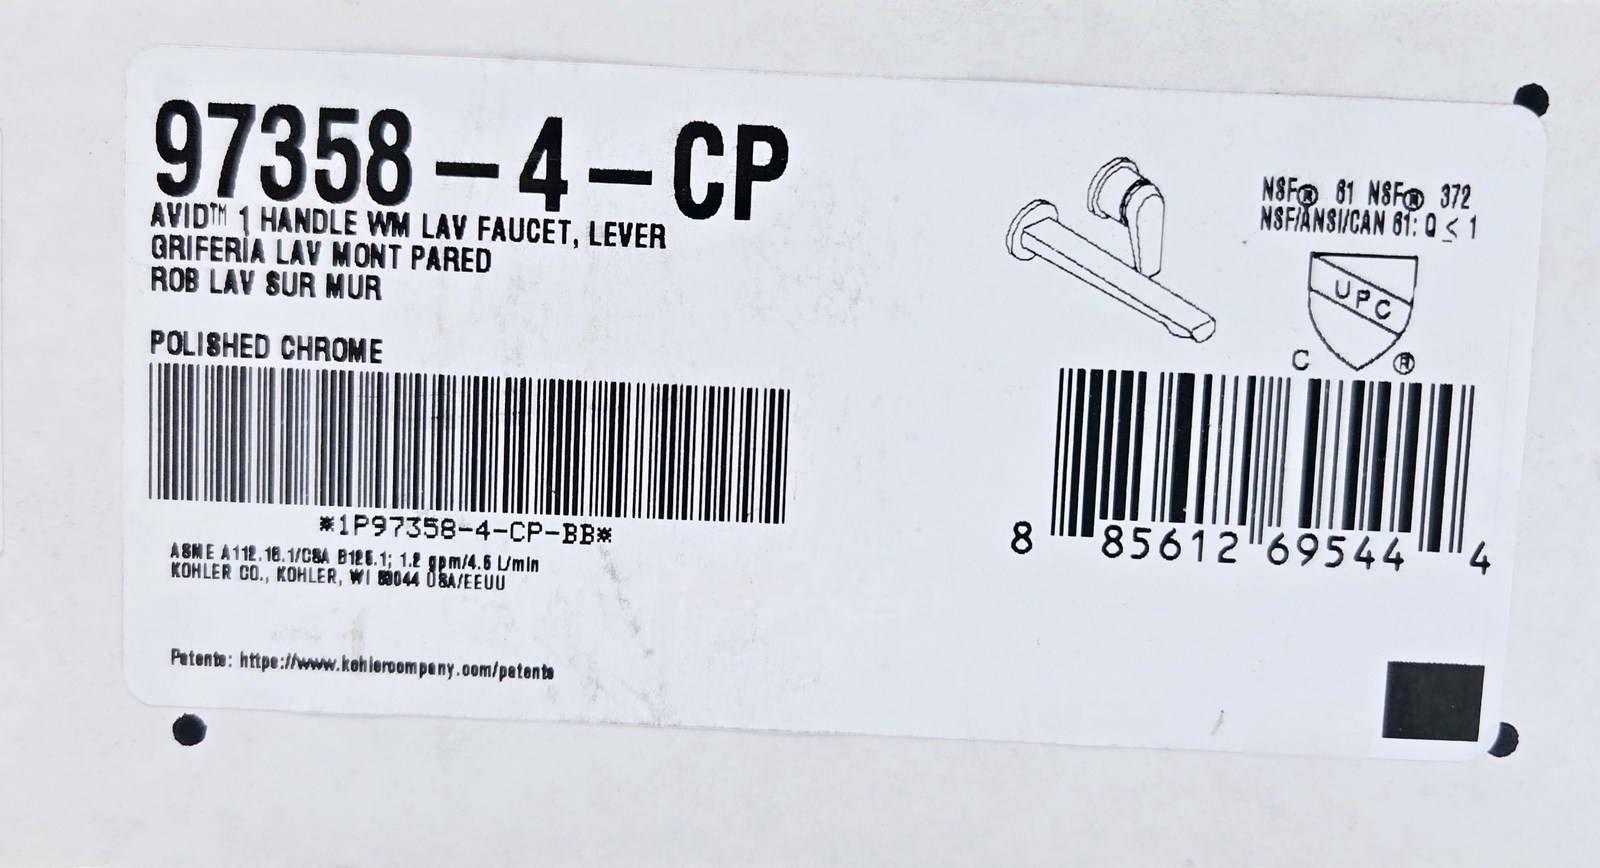 97358-4-CP
AVID™ 1 HANDLE WM LAV FAUCET, LEVER
GRIFERÍA LAV MONT PARED
ROB LAV SUR MUR
POLISHED CHROME
*1P97358-4-CP-BB*
ASME A112.18.1/CSA B125.1; 1.2 gpm/4.5 L/min
KOHLER CO., KOHLER, WI 53044 USA/EEUU
Patents: https://www.kohlercompany.com/patents
NSF® 61 NSF® 372
NSF/ANSI/CAN 61: Q ≤ 1
UPC
C ®
8 85612 69544 4